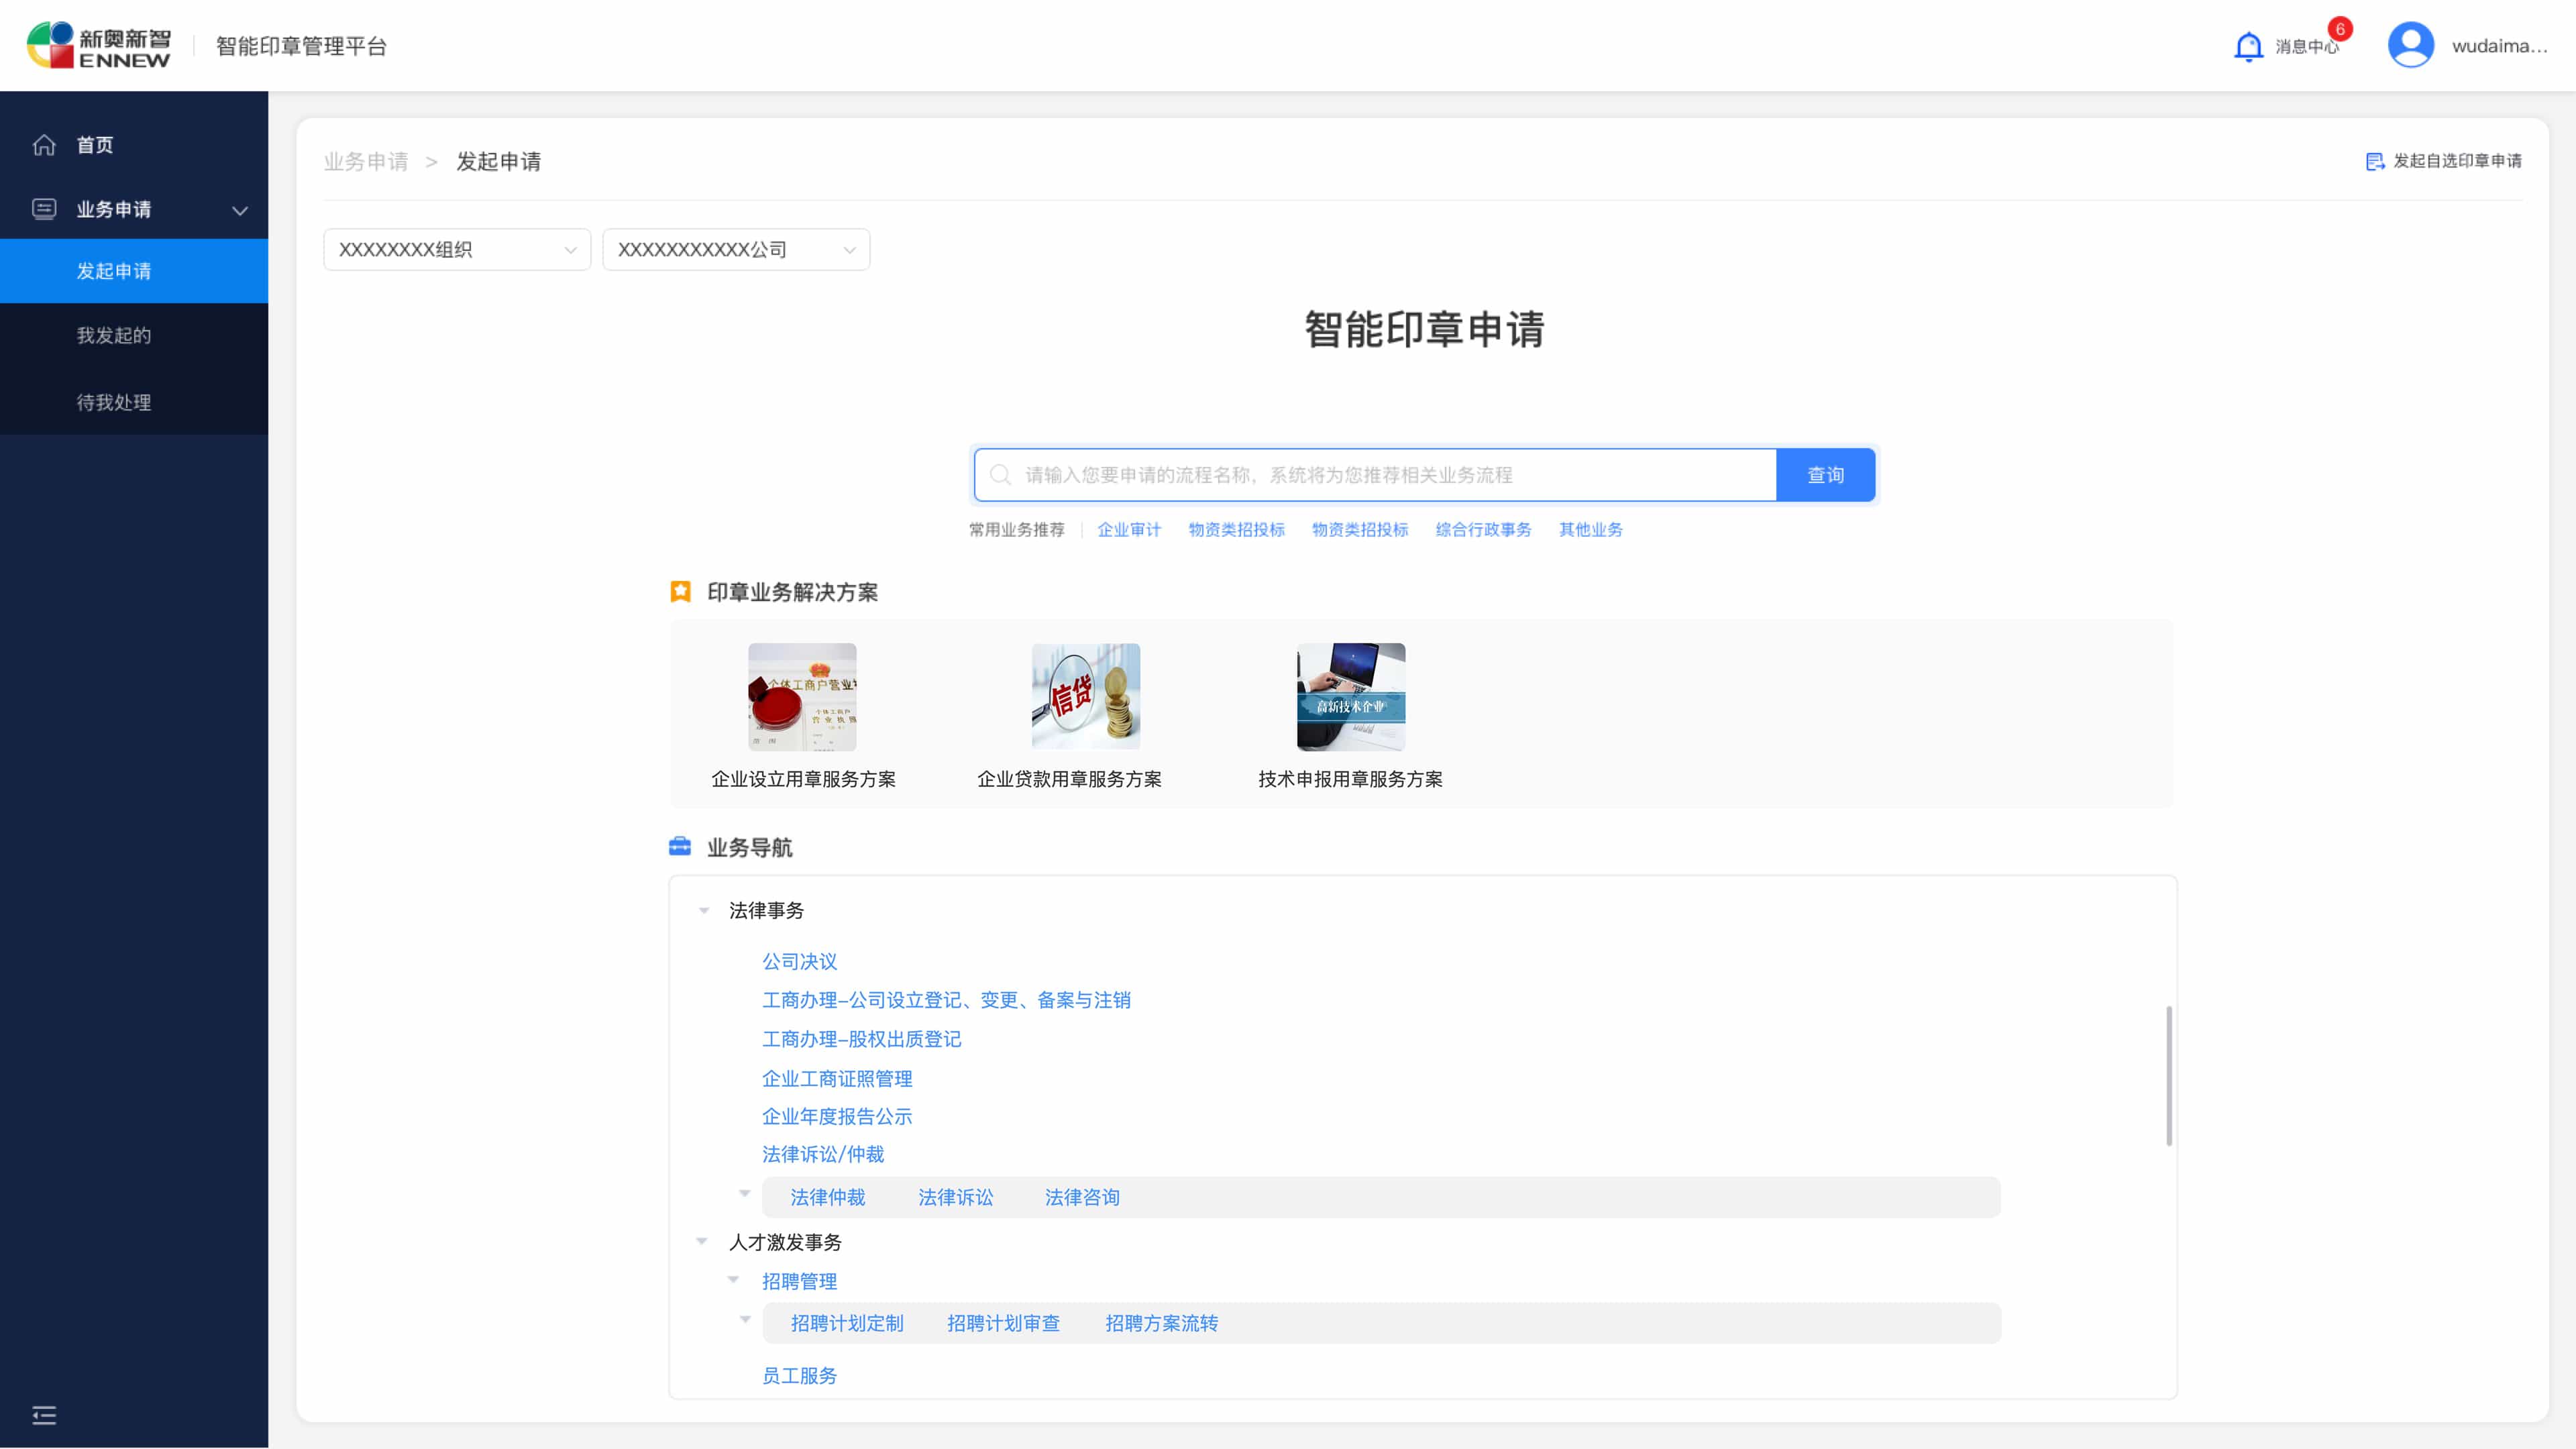 新奥新智
ENNEW
智能印章管理平台
消息中心
6
wudaima...
首页
业务申请
发起申请
我发起的
待我处理
业务申请 > 发起申请
发起自选印章申请
XXXXXXXX组织
XXXXXXXXXXX公司
智能印章申请
请输入您要申请的流程名称，系统将为您推荐相关业务流程
查询
常用业务推荐 企业审计 物资类招投标 物资类招投标 综合行政事务 其他业务
印章业务解决方案
个体工商户营业
信贷
高新技术企业
企业设立用章服务方案 企业贷款用章服务方案 技术申报用章服务方案
业务导航
法律事务
公司决议
工商办理–公司设立登记、变更、备案与注销
工商办理–股权出质登记
企业工商证照管理
企业年度报告公示
法律诉讼/仲裁
法律仲裁 法律诉讼 法律咨询
人才激发事务
招聘管理
招聘计划定制 招聘计划审查 招聘方案流转
员工服务